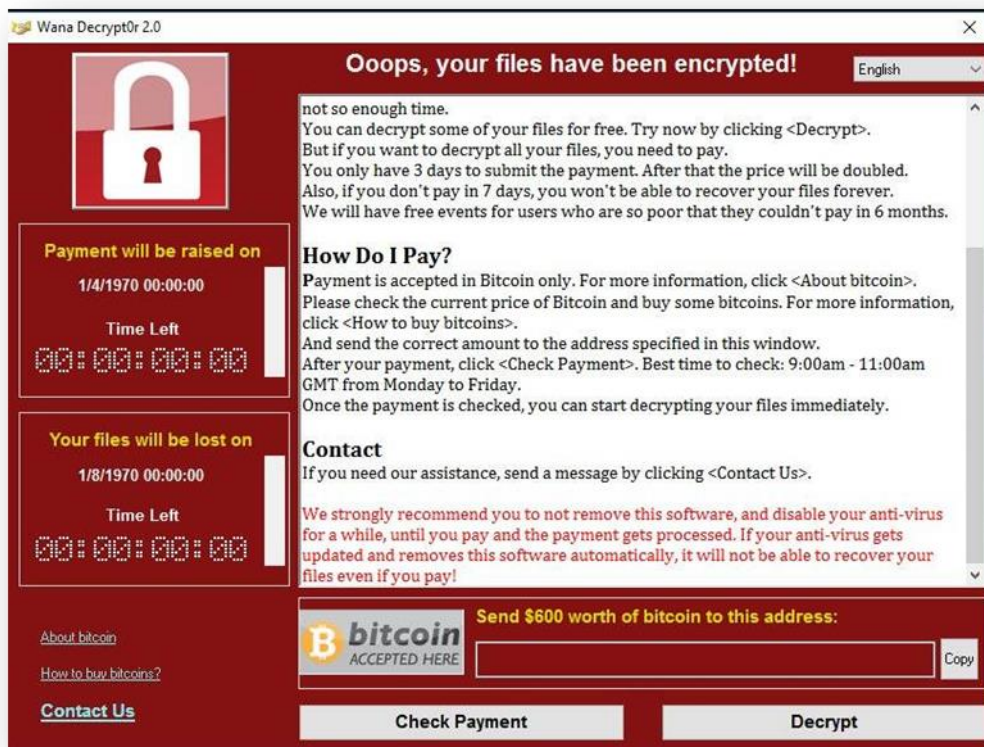 Wana Decrypt0r 2.0
Ooops, your files have been encrypted!
English
not so enough time.
You can decrypt some of your files for free. Try now by clicking <Decrypt>.
But if you want to decrypt all your files, you need to pay.
You only have 3 days to submit the payment. After that the price will be doubled.
Also, if you don't pay in 7 days, you won't be able to recover your files forever.
We will have free events for users who are so poor that they couldn't pay in 6 months.
How Do I Pay?
Payment is accepted in Bitcoin only. For more information, click <About bitcoin>.
Please check the current price of Bitcoin and buy some bitcoins. For more information,
click <How to buy bitcoins>.
And send the correct amount to the address specified in this window.
After your payment, click <Check Payment>. Best time to check: 9:00am - 11:00am
GMT from Monday to Friday.
Once the payment is checked, you can start decrypting your files immediately.
Contact
If you need our assistance, send a message by clicking <Contact Us>.
We strongly recommend you to not remove this software, and disable your anti-virus
for a while, until you pay and the payment gets processed. If your anti-virus gets
updated and removes this software automatically, it will not be able to recover your
files even if you pay!
Payment will be raised on
1/4/1970 00:00:00
Time Left
00:00:00:00
Your files will be lost on
1/8/1970 00:00:00
Time Left
00:00:00:00
About bitcoin
How to buy bitcoins?
Contact Us
bitcoin
ACCEPTED HERE
Send $600 worth of bitcoin to this address:
Copy
Check Payment
Decrypt